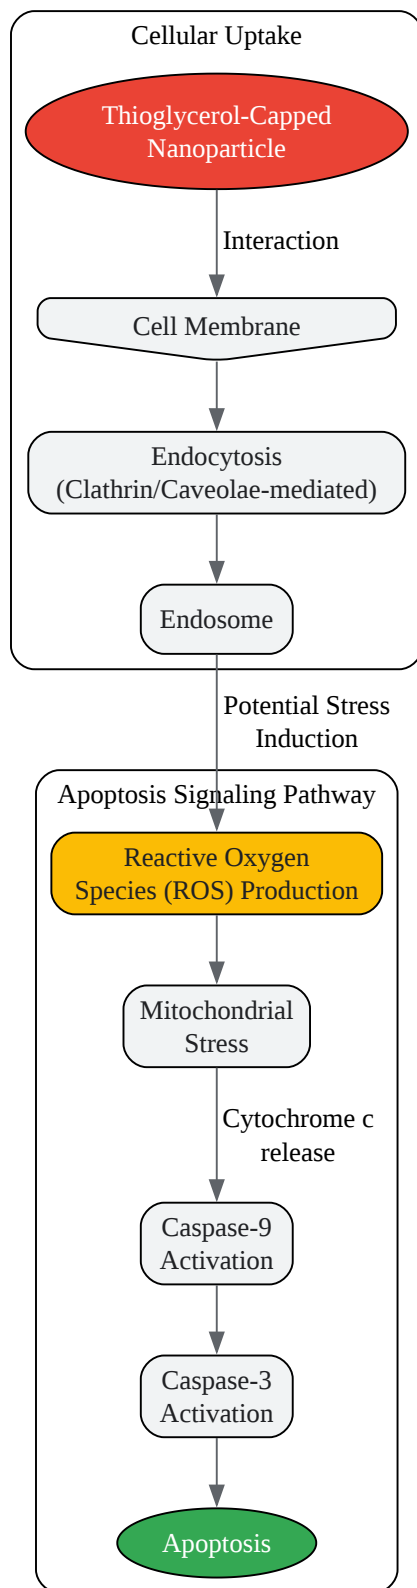 Cellular Uptake
Thioglycerol-Capped
Nanoparticle
Interaction
Cell Membrane
Endocytosis
(Clathrin/Caveolae-mediated)
Endosome
Potential Stress
Induction
Apoptosis Signaling Pathway
Reactive Oxygen
Species (ROS) Production
Mitochondrial
Stress
Cytochrome c
release
Caspase-9
Activation
Caspase-3
Activation
Apoptosis